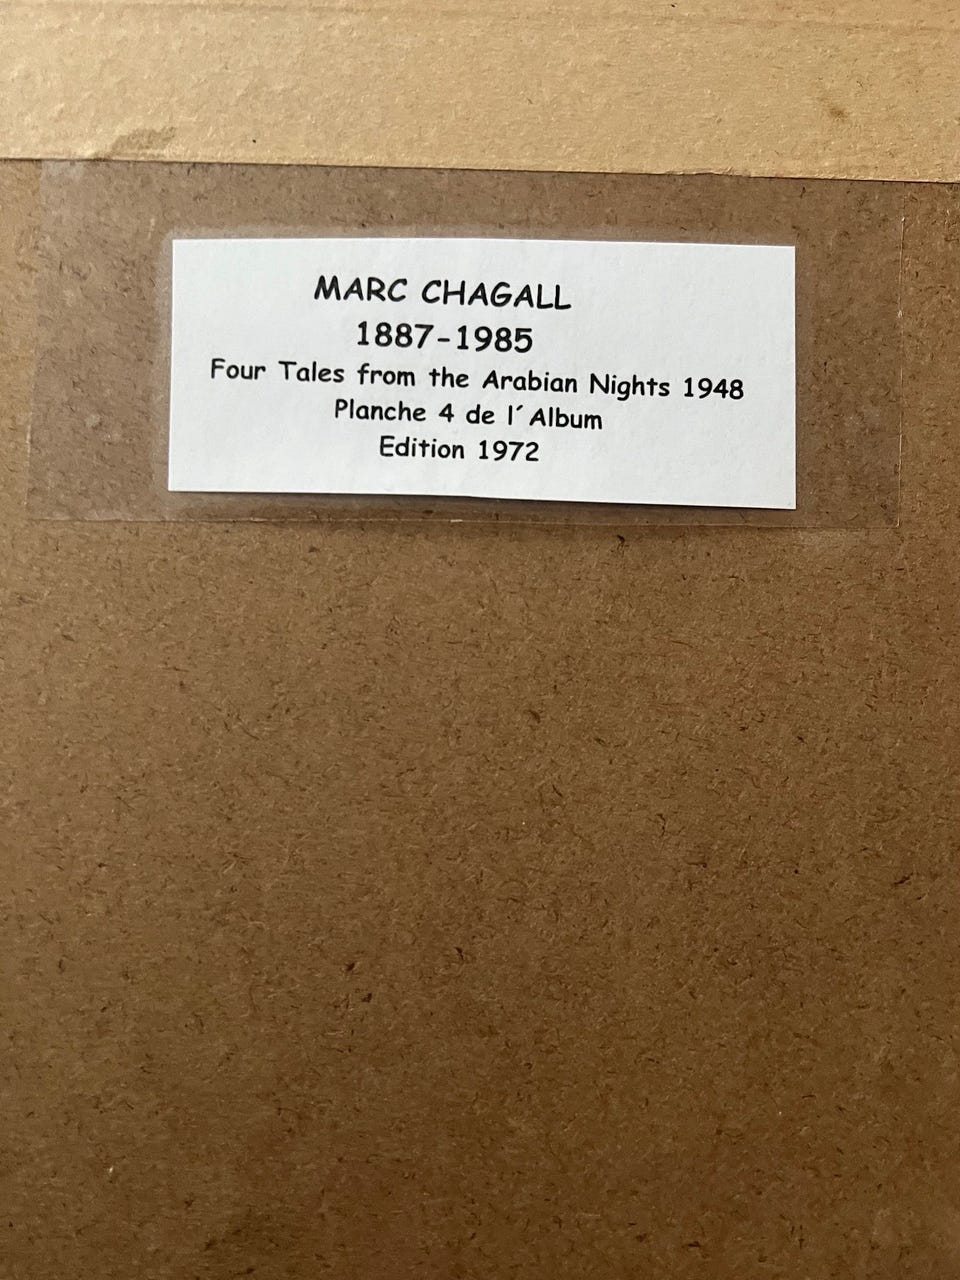 MARC CHAGALL
1887-1985
Four Tales from the Arabian Nights 1948
Planche 4 de l´Album
Edition 1972